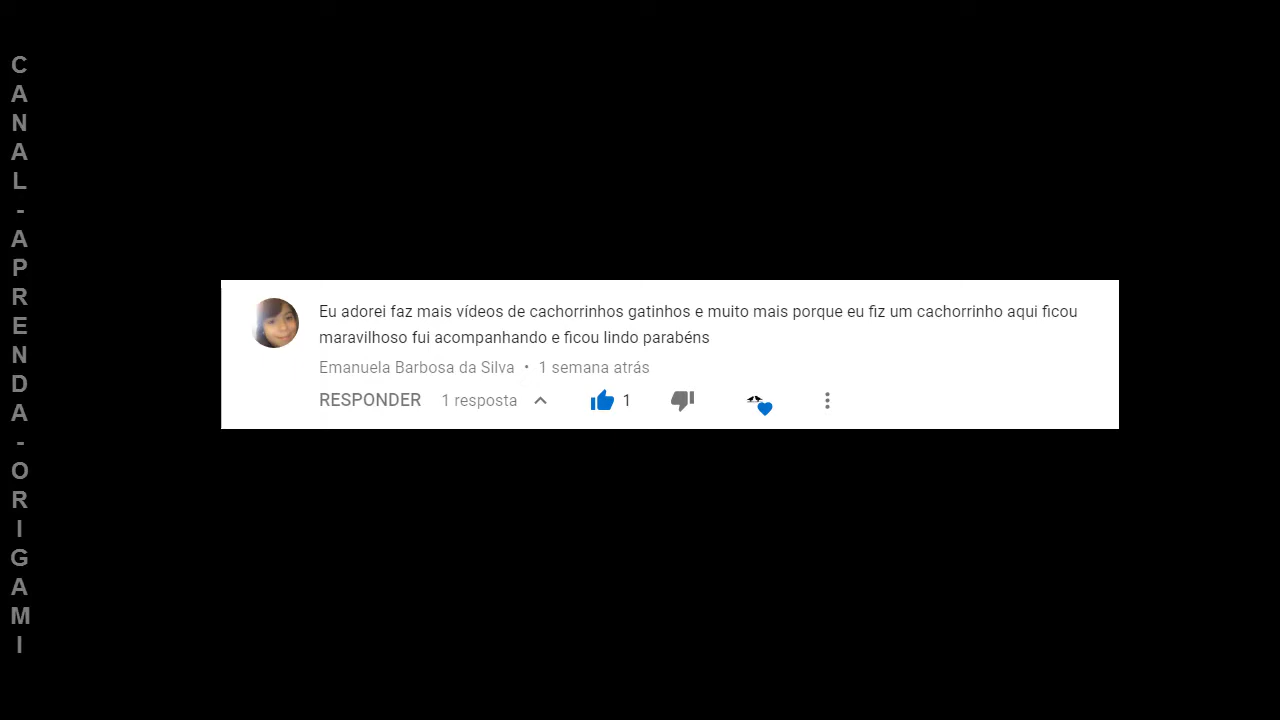 CANAL-APRENDA-ORIGAMI
Eu adorei faz mais vídeos de cachorrinhos gatinhos e muito mais porque eu fiz um cachorrinho aqui ficou
maravilhoso fui acompanhando e ficou lindo parabéns
Emanuela Barbosa da Silva • 1 semana atrás
RESPONDER 1 resposta 1